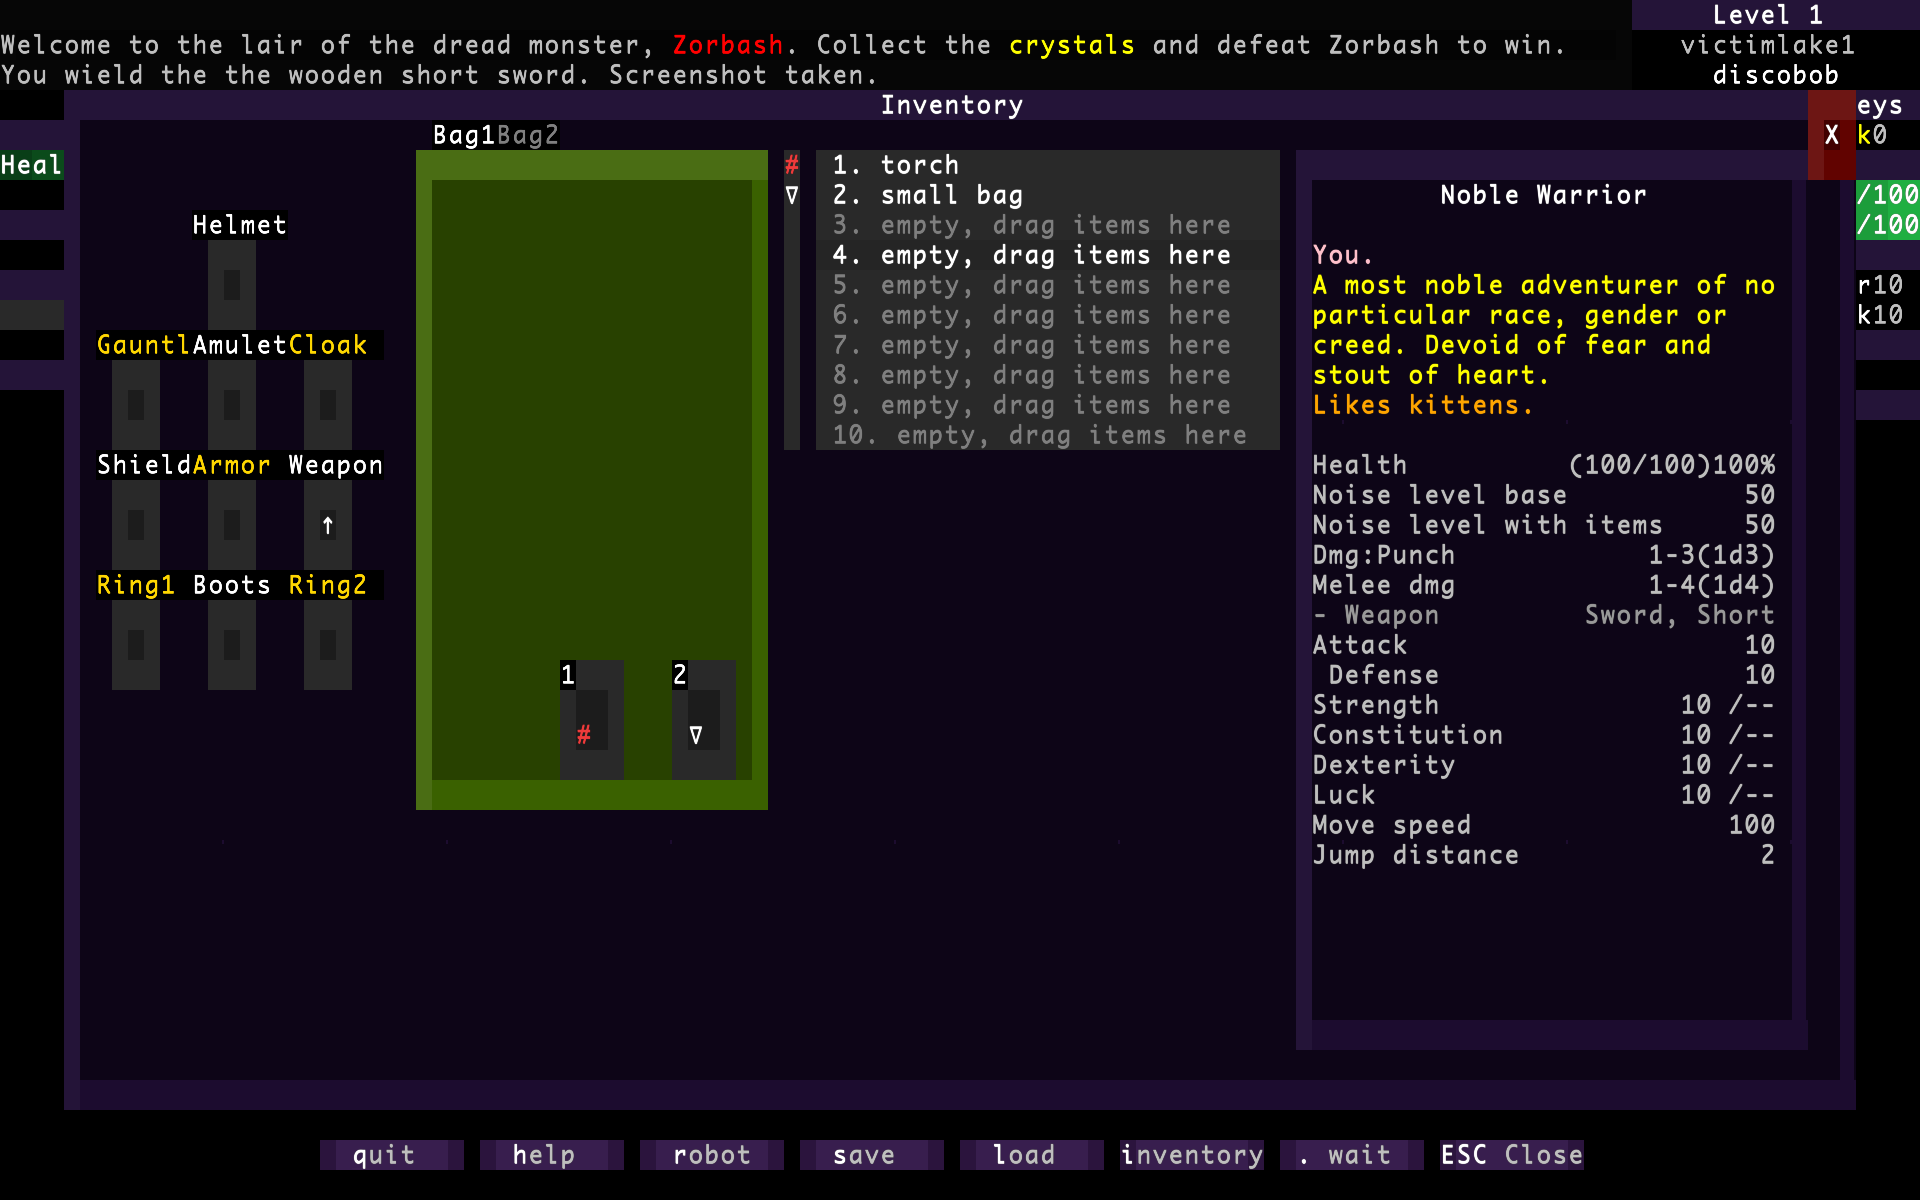 Level 1
Welcome to the lair of the dread monster, Zorbash. Collect the crystals and defeat Zorbash to win.
victimlake1
You wield the the wooden short sword. Screenshot taken.
discobob
Inventory
eys
Bag1Bag2
X
k0
Heal
# 1. torch
∇ 2. small bag
3. empty, drag items here
4. empty, drag items here
5. empty, drag items here
6. empty, drag items here
7. empty, drag items here
8. empty, drag items here
9. empty, drag items here
10. empty, drag items here
/100
/100
r10
k10
Helmet
GauntlAmuletCloak
ShieldArmor Weapon
↑
Ring1 Boots Ring2
1 2
# ∇
Noble Warrior
You.
A most noble adventurer of no
particular race, gender or
creed. Devoid of fear and
stout of heart.
Likes kittens.
Health (100/100)100%
Noise level base 50
Noise level with items 50
Dmg:Punch 1-3(1d3)
Melee dmg 1-4(1d4)
- Weapon Sword, Short
Attack 10
Defense 10
Strength 10 /--
Constitution 10 /--
Dexterity 10 /--
Luck 10 /--
Move speed 100
Jump distance 2
quit help robot save load inventory . wait ESC Close